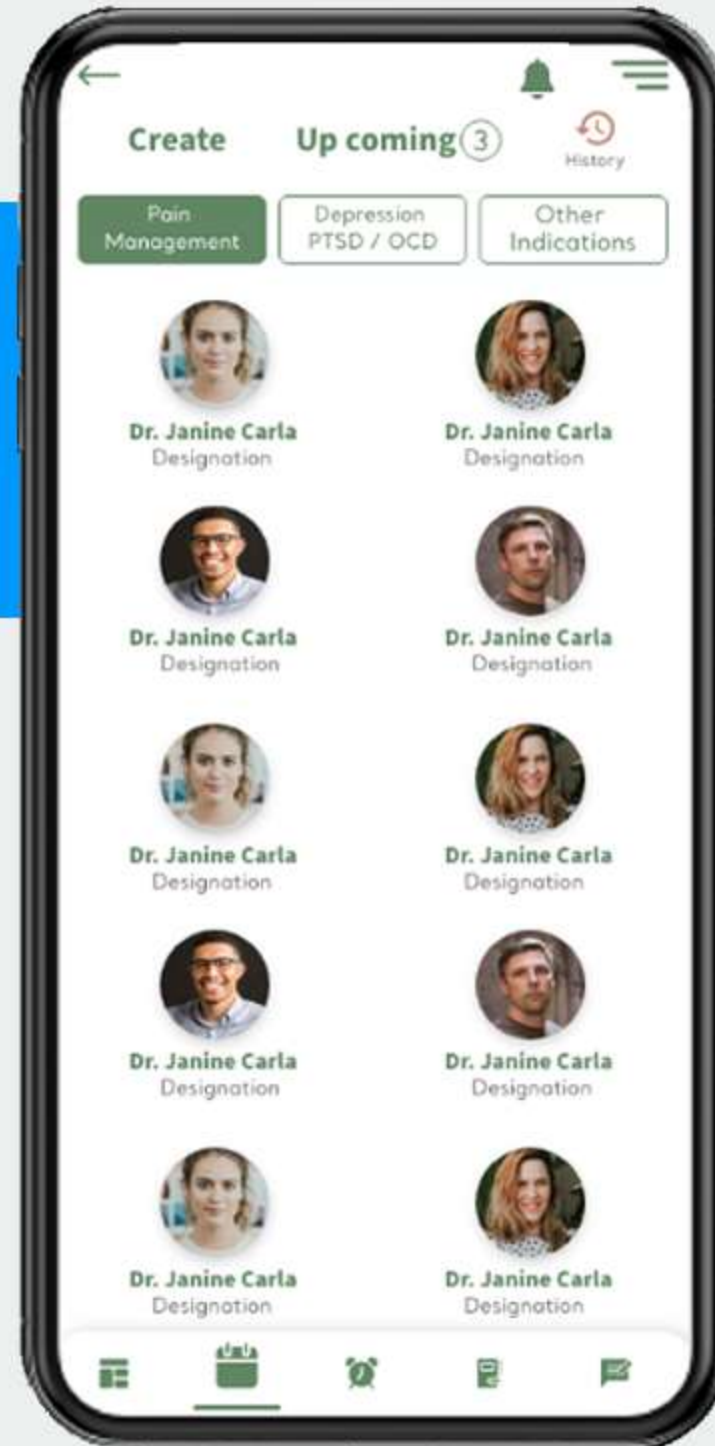 Create
Up coming 3
History
Pain
Management
Depression
PTSD / OCD
Other
Indications
Dr. Janine Carla
Designation
Dr. Janine Carla
Designation
Dr. Janine Carla
Designation
Dr. Janine Carla
Designation
Dr. Janine Carla
Designation
Dr. Janine Carla
Designation
Dr. Janine Carla
Designation
Dr. Janine Carla
Designation
Dr. Janine Carla
Designation
Dr. Janine Carla
Designation